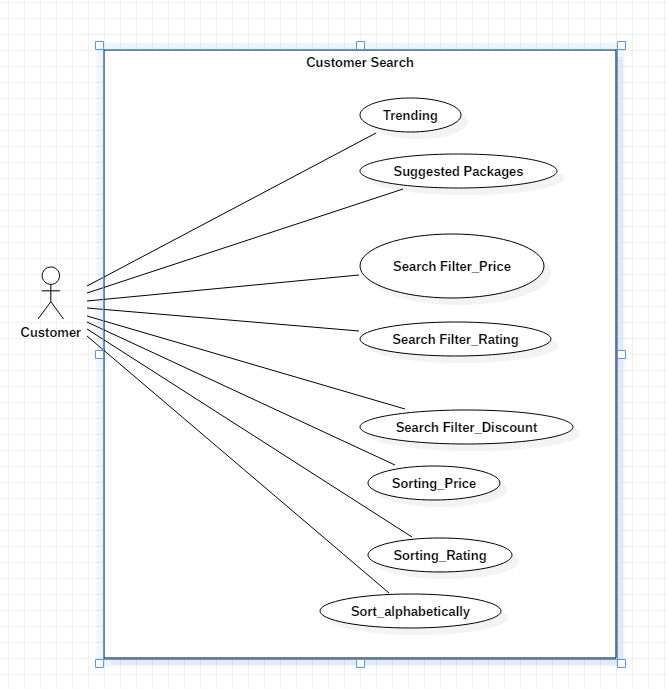 Customer Search
Trending
Suggested Packages
Search Filter_Price
Customer
Search Filter_Rating
Search Filter_Discount
Sorting_Price
Sorting_Rating
Sort_alphabetically